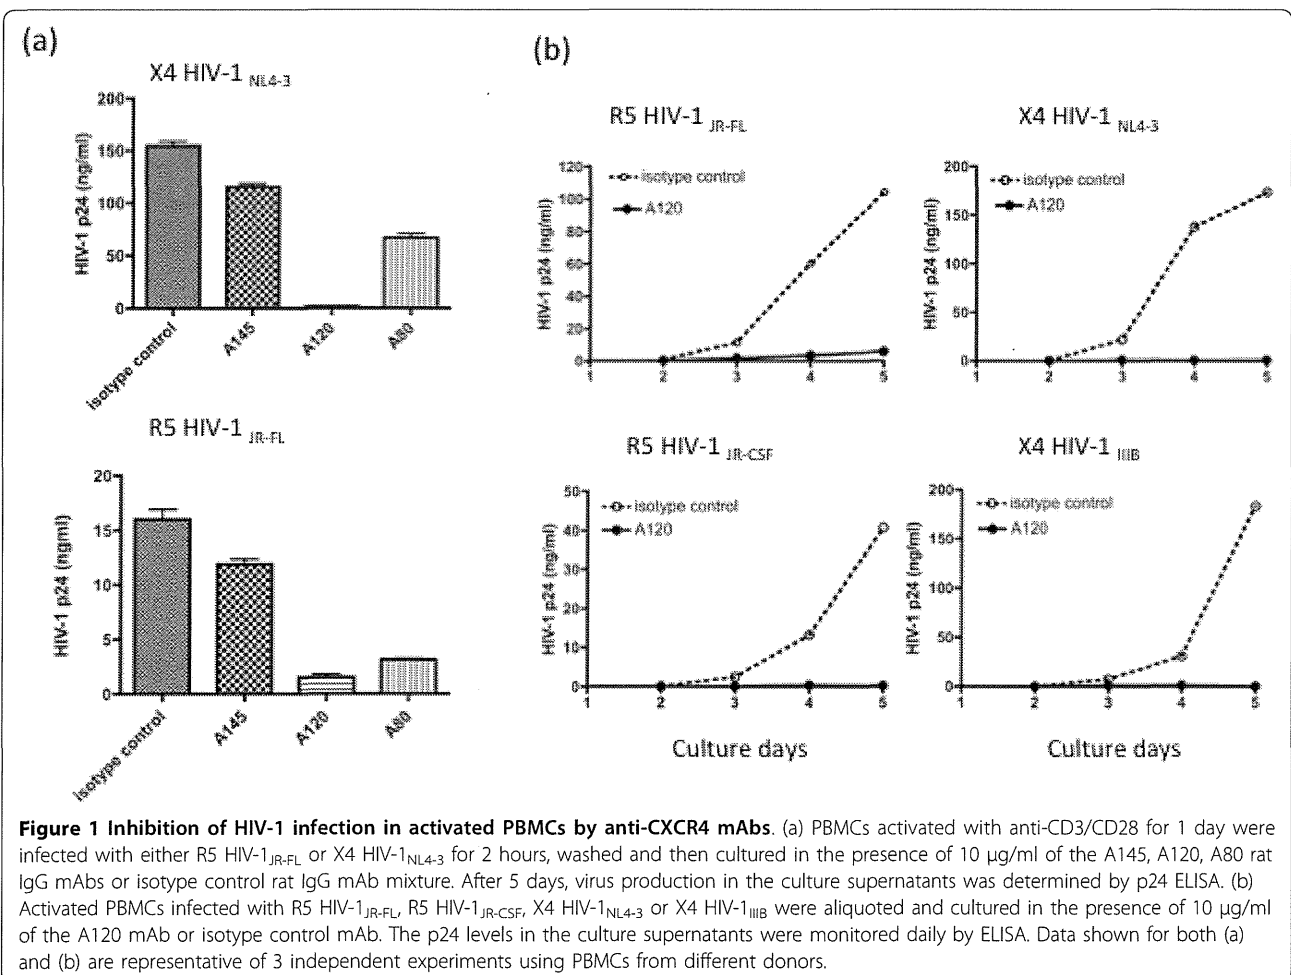 (a)
X4 HIV-1 NL4-3
200
150
100
50
0
HIV-1 p24 (ng/ml)
isotype control
A145
A120
A80
R5 HIV-1 JR-FL
20
15
10
5
0
HIV-1 p24 (ngml)
isotype control
A145
A120
A80
(b)
R5 HIV-1 JR-FL
120
100
80
60
40
20
0
HIV-1 p24 (ng/ml)
isotype control
A120
1 2 3 4 5
X4 HIV-1 NL4-3
200
150
100
50
0
HIV-1 p24 (ng/ml)
isotype control
A120
1 2 3 4 5
R5 HIV-1 JR-CSF
50
40
30
20
10
0
HIV-1 p24 (ng/ml)
isotype control
A120
1 2 3 4 5
Culture days
X4 HIV-1 IIIB
200
150
100
50
0
HIV-1 p24 (ng/ml)
isotype control
A120
1 2 3 4 5
Culture days
Figure 1 Inhibition of HIV-1 infection in activated PBMCs by anti-CXCR4 mAbs. (a) PBMCs activated with anti-CD3/CD28 for 1 day were
infected with either R5 HIV-1JR-FL or X4 HIV-1NL4-3 for 2 hours, washed and then cultured in the presence of 10 μg/ml of the A145, A120, A80 rat
IgG mAbs or isotype control rat IgG mAb mixture. After 5 days, virus production in the culture supernatants was determined by p24 ELISA. (b)
Activated PBMCs infected with R5 HIV-1JR-FL, R5 HIV-1JR-CSF, X4 HIV-1NL4-3 or X4 HIV-1IIIB were aliquoted and cultured in the presence of 10 μg/ml
of the A120 mAb or isotype control mAb. The p24 levels in the culture supernatants were monitored daily by ELISA. Data shown for both (a)
and (b) are representative of 3 independent experiments using PBMCs from different donors.